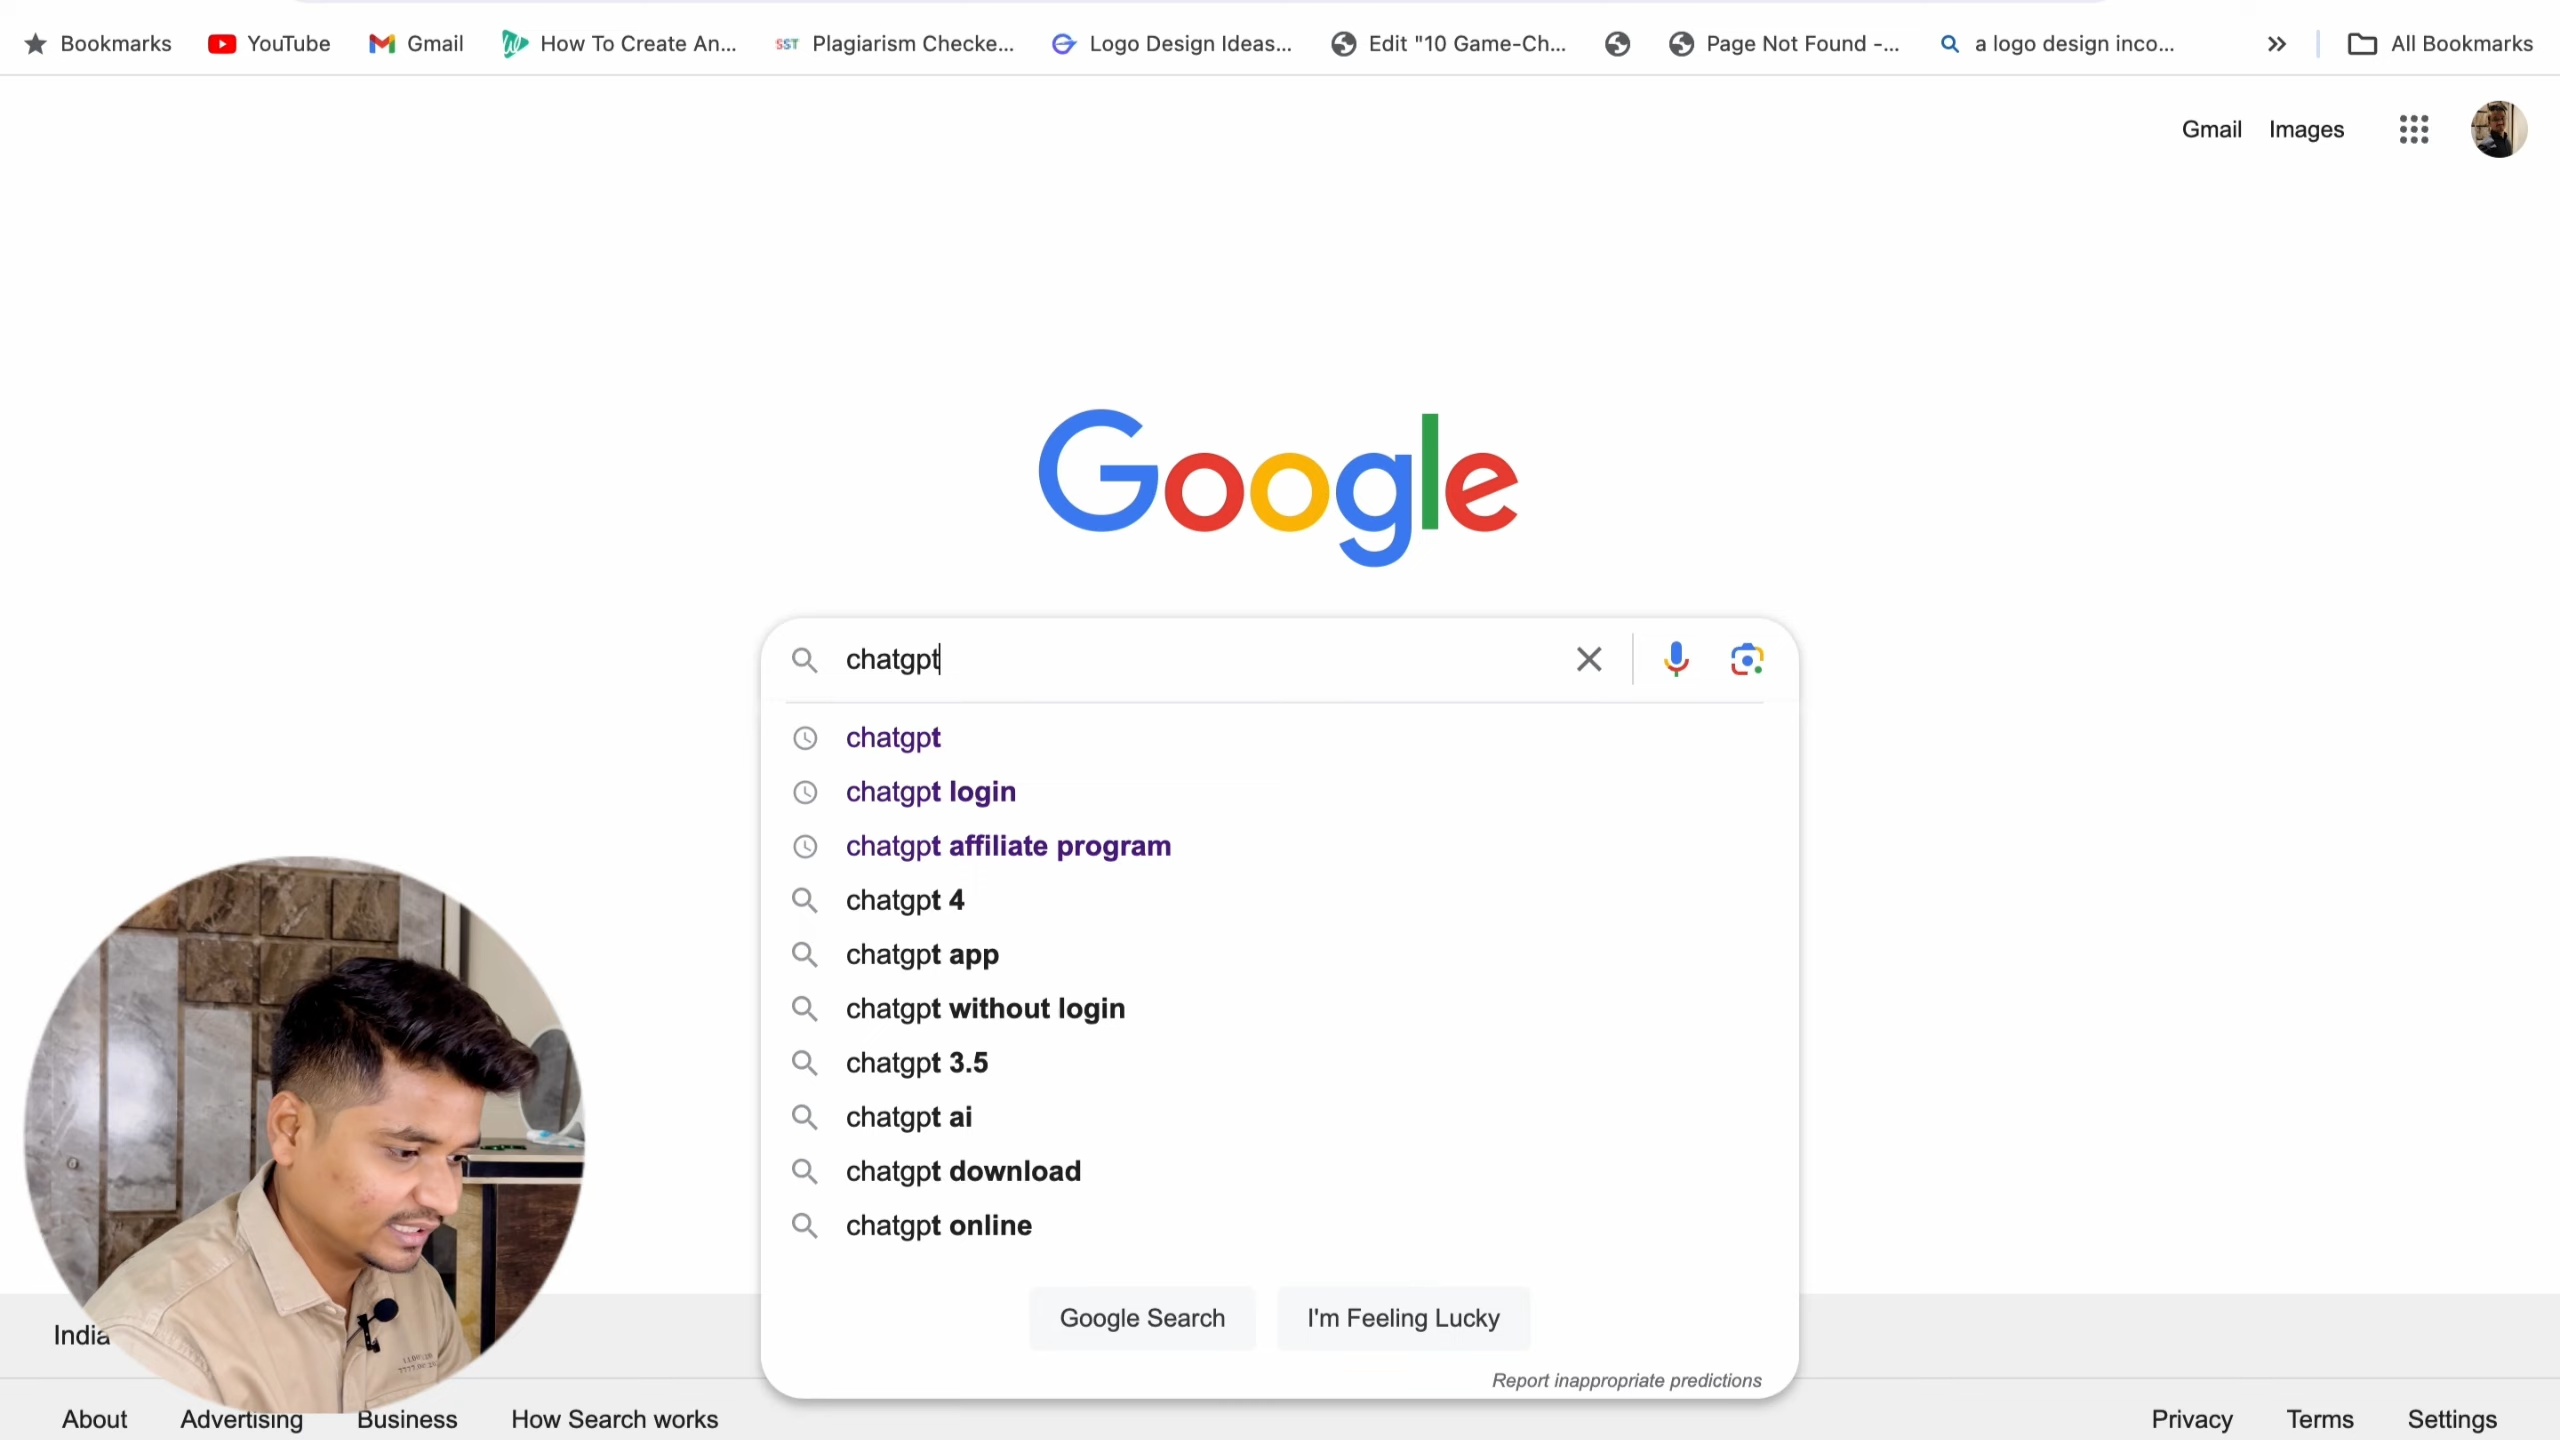 Bookmarks YouTube Gmail How To Create An... SST Plagiarism Checke... Logo Design Ideas... Edit "10 Game-Ch... Page Not Found -... a logo design inco... All Bookmarks
Gmail Images
Google
chatgpt
chatgpt
chatgpt login
chatgpt affiliate program
chatgpt 4
chatgpt app
chatgpt without login
chatgpt 3.5
chatgpt ai
chatgpt download
chatgpt online
Google Search I'm Feeling Lucky
Report inappropriate predictions
India
About Advertising Business How Search works Privacy Terms Settings